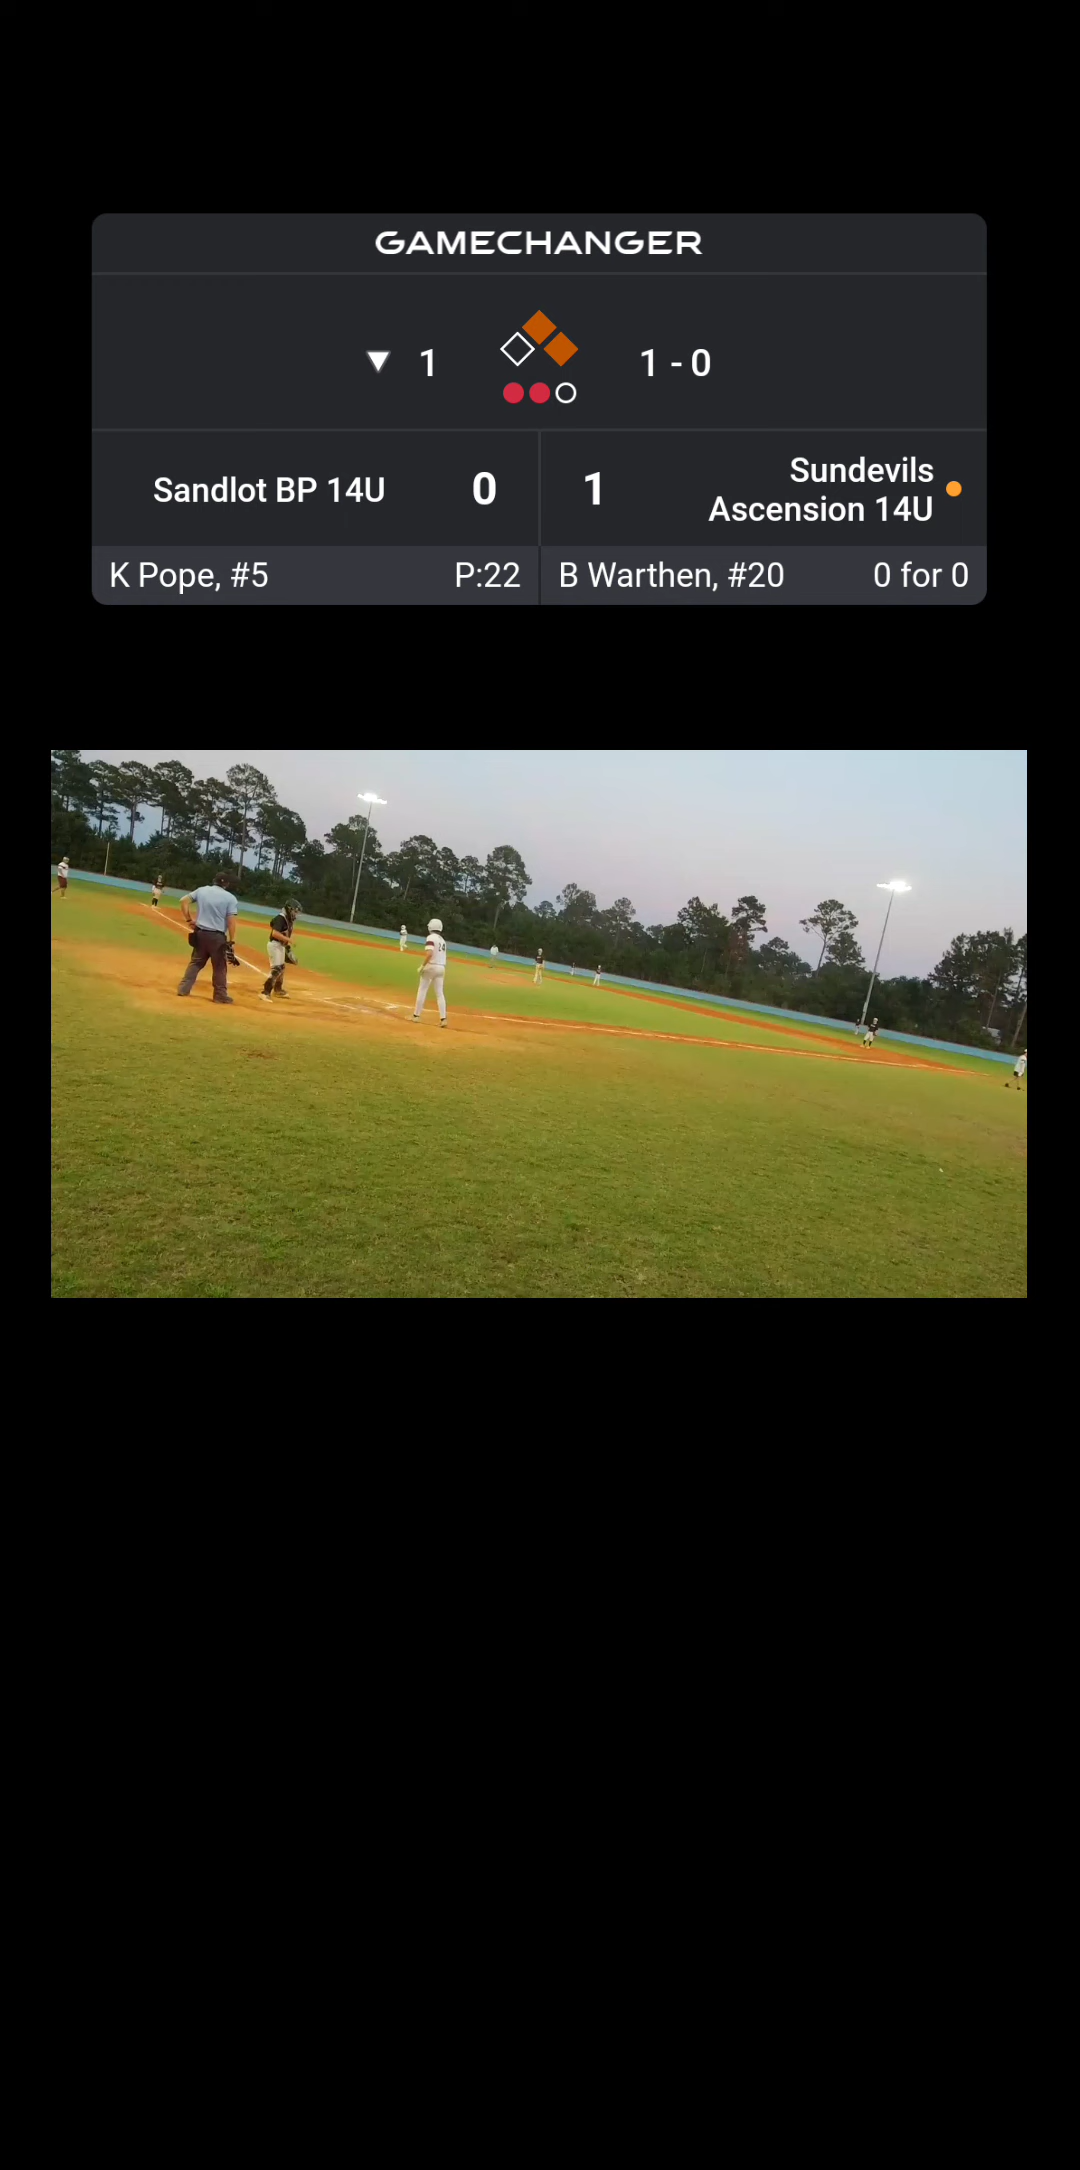 GAMECHANGER
1
1 - 0
Sandlot BP 14U
0
1
Sundevils
Ascension 14U
K Pope, #5
P:22
B Warthen, #20
0 for 0